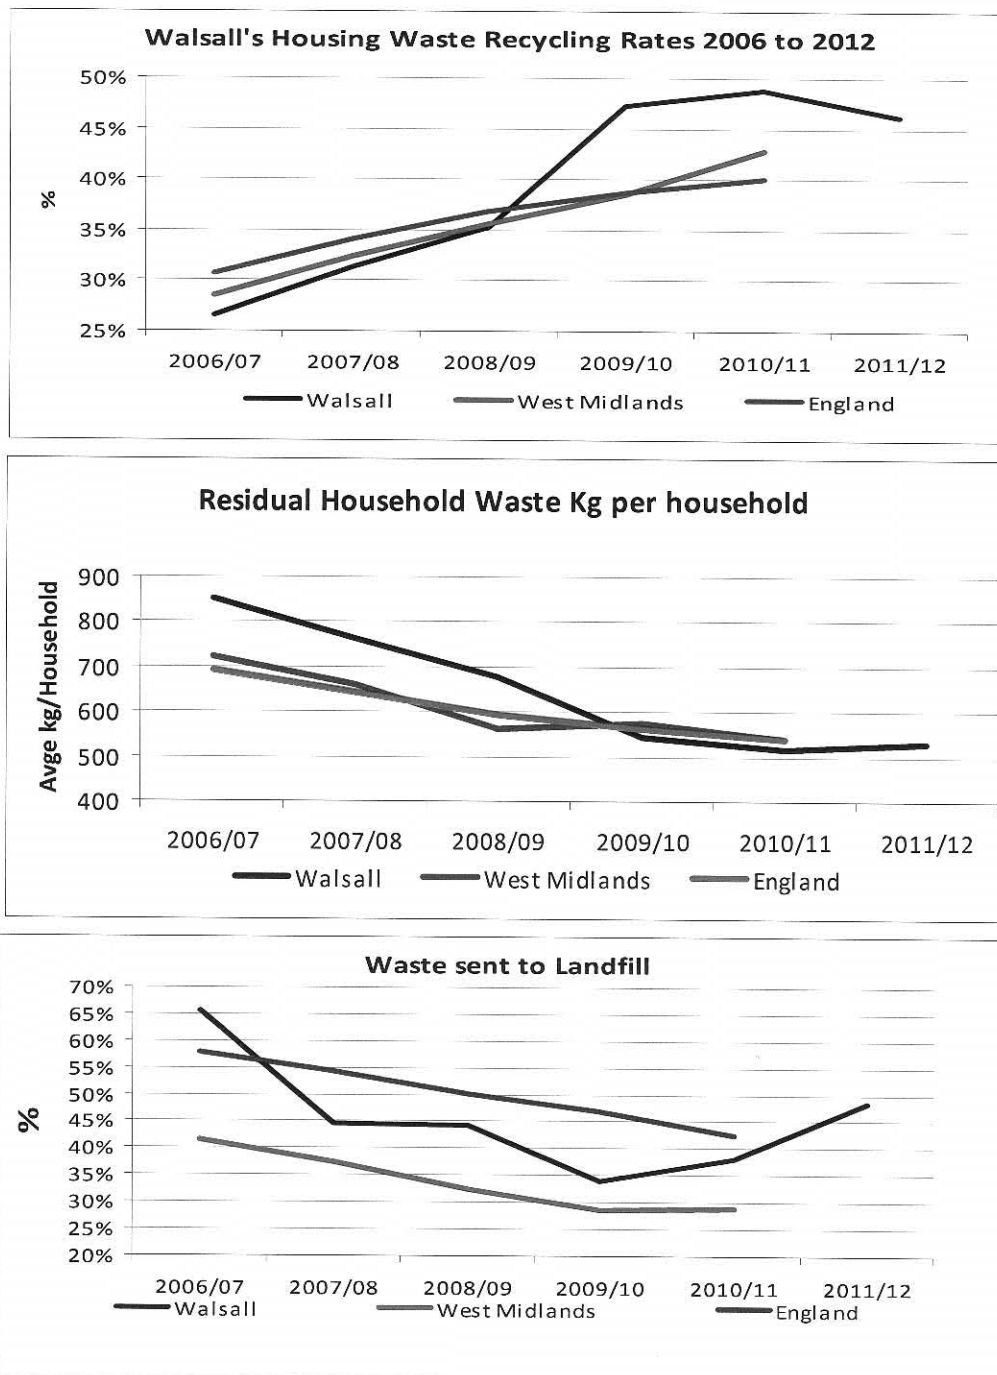 Walsall's Housing Waste Recycling Rates 2006 to 2012
50%
45%
40%
35%
30%
25%
%
2006/07 2007/08 2008/09 2009/10 2010/11 2011/12
Walsall West Midlands England
Residual Household Waste Kg per household
900
800
700
600
500
400
Avge kg/Household
2006/07 2007/08 2008/09 2009/10 2010/11 2011/12
Walsall West Midlands England
Waste sent to Landfill
70%
65%
60%
55%
50%
45%
40%
35%
30%
25%
20%
%
2006/07 2007/08 2008/09 2009/10 2010/11 2011/12
Walsall West Midlands England